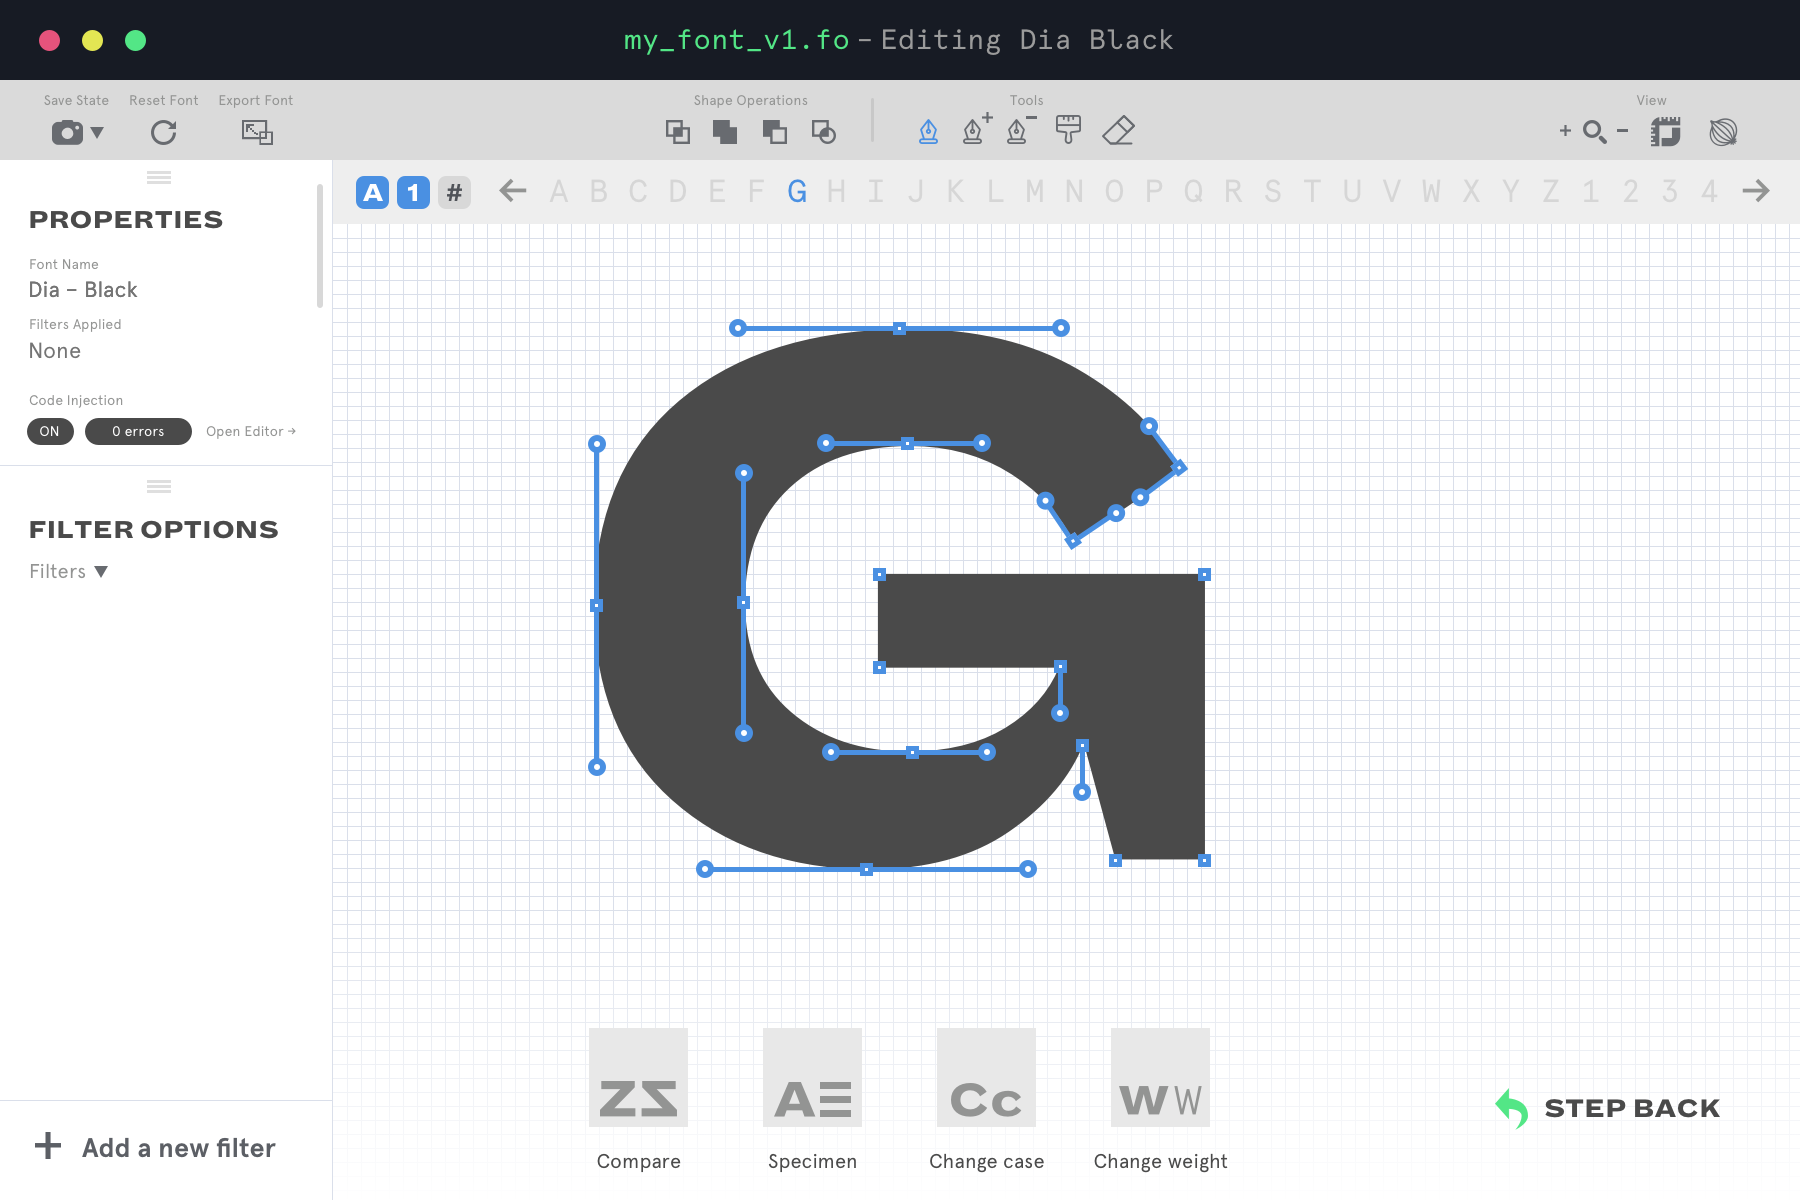 my_font_v1.fo – Editing Dia Black
Save State Reset Font Export Font Shape Operations Tools View
+ −
A 1 # ← A B C D E F G H I J K L M N O P Q R S T U V W X Y Z 1 2 3 4 →
PROPERTIES
Font Name
Dia – Black
Filters Applied
None
Code Injection
ON 0 errors Open Editor →
FILTER OPTIONS
Filters ▼
G
+ Add a new filter
ZZ A Cc WW
Compare Specimen Change case Change weight
STEP BACK